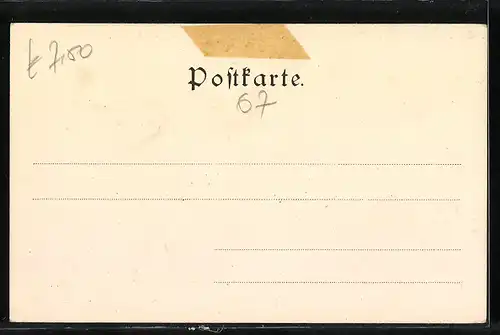 € 7,50
Postkarte.
67